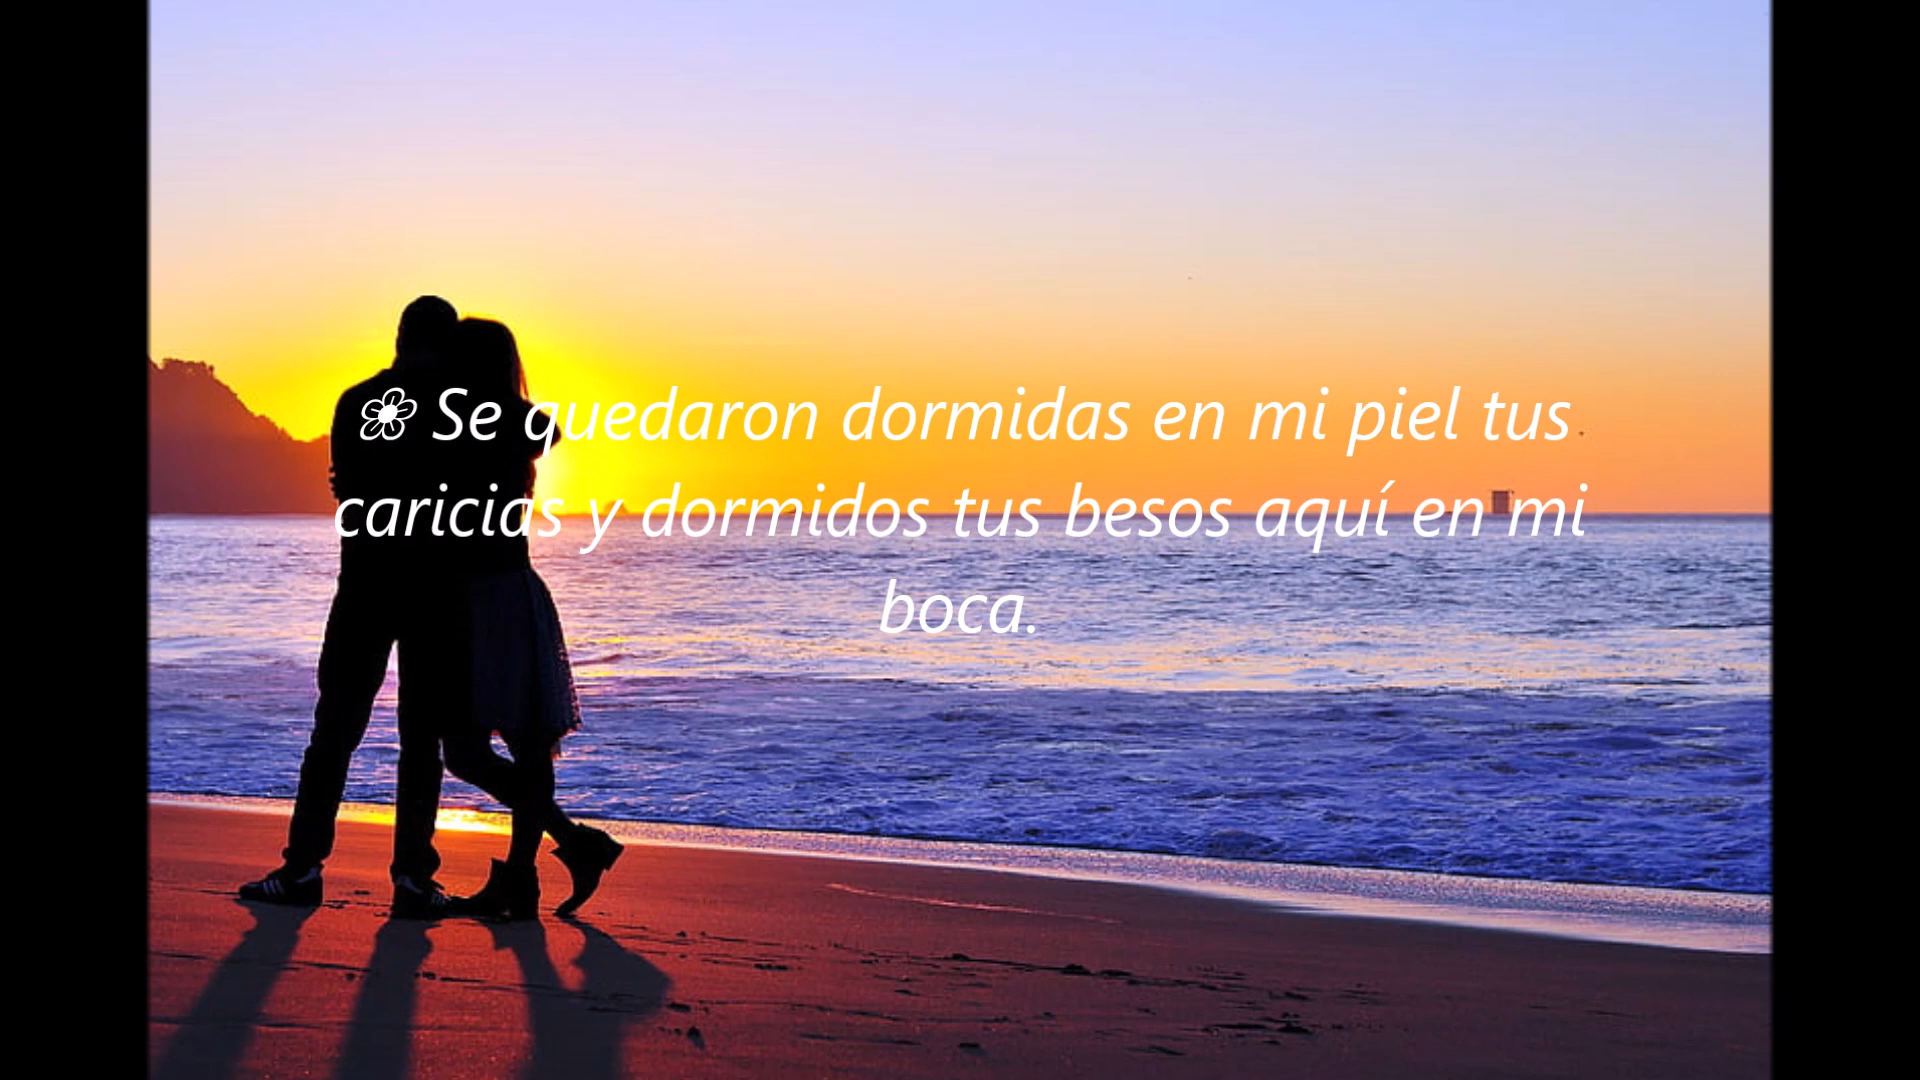 ❀ Se quedaron dormidas en mi piel tus
caricias y dormidos tus besos aquí en mi
boca.